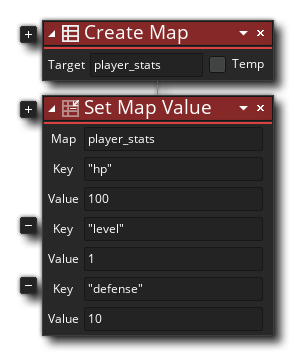 Create Map
Target player_stats Temp
Set Map Value
Map player_stats
Key "hp"
Value 100
Key "level"
Value 1
Key "defense"
Value 10